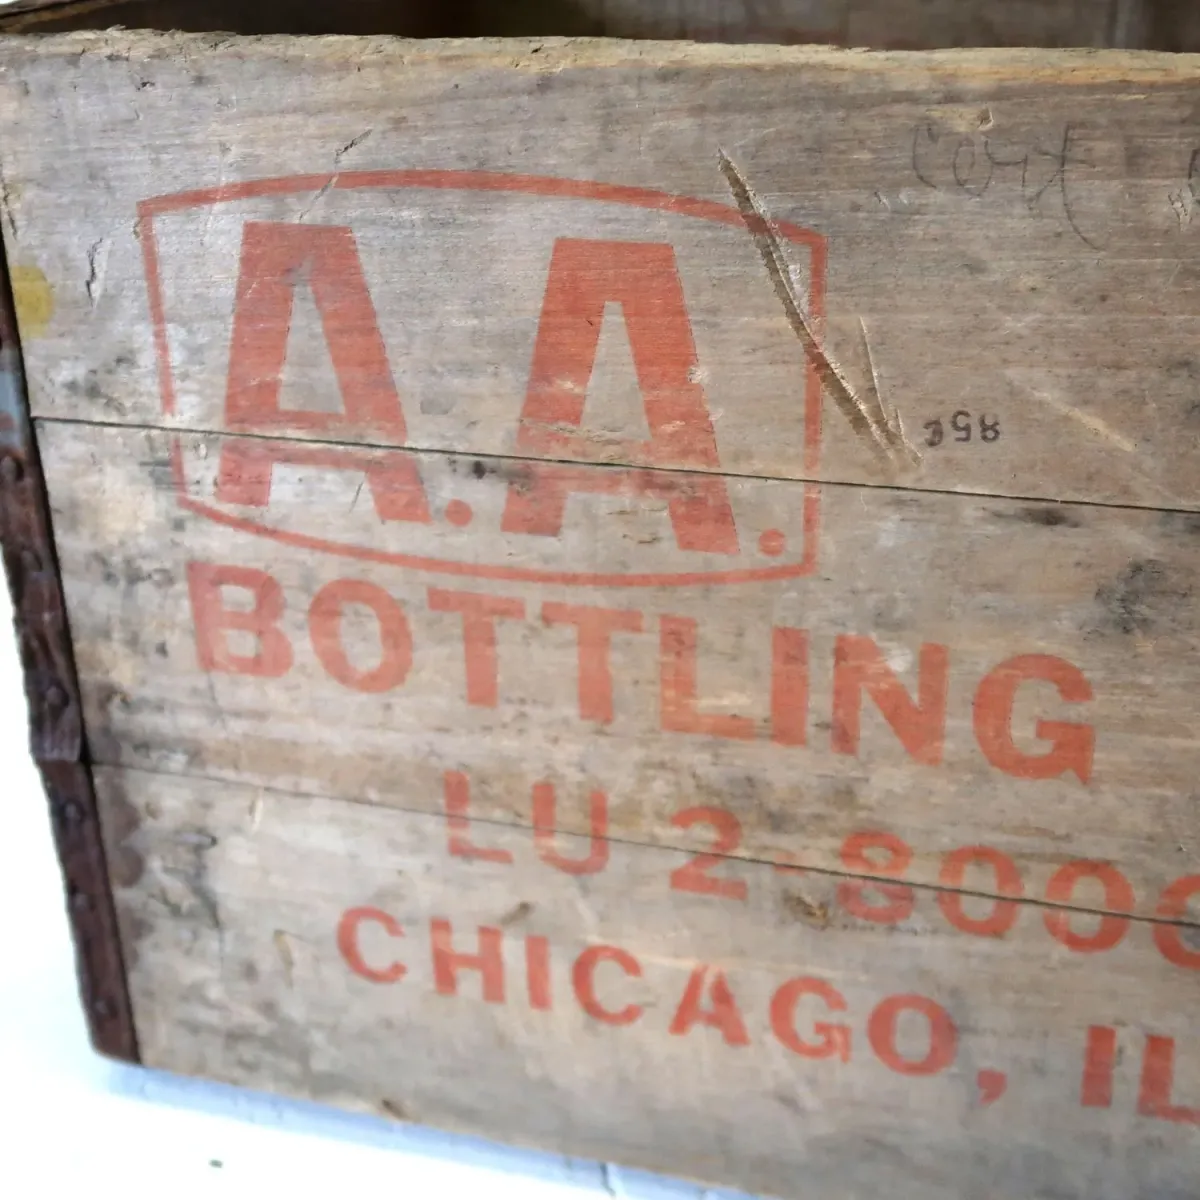 A.A.
BOTTLING
LU 2-8000
CHICAGO, IL